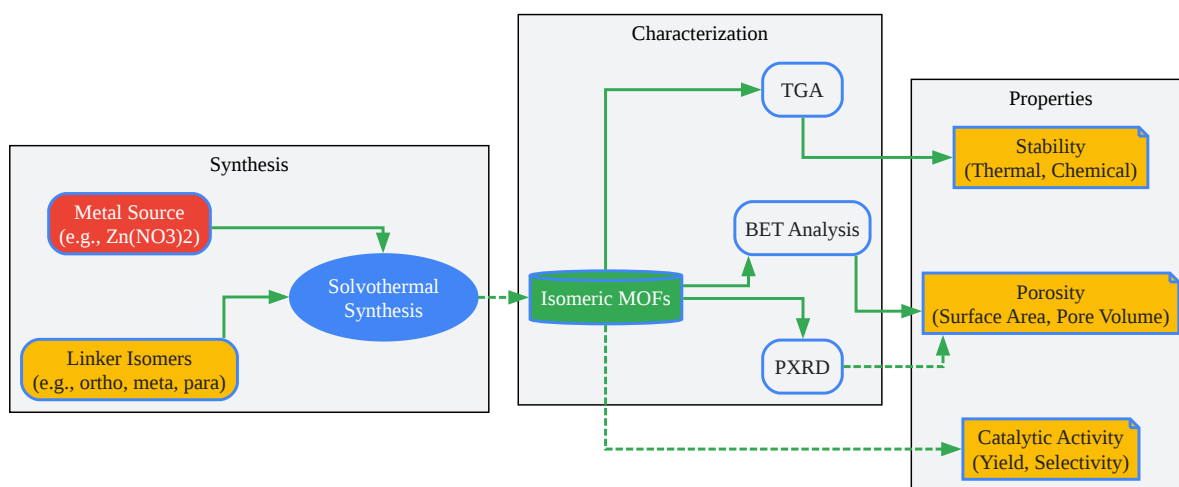 Synthesis
Metal Source
(e.g., Zn(NO3)2)
Linker Isomers
(e.g., ortho, meta, para)
Solvothermal
Synthesis
Characterization
Isomeric MOFs
TGA
BET Analysis
PXRD
Properties
Stability
(Thermal, Chemical)
Porosity
(Surface Area, Pore Volume)
Catalytic Activity
(Yield, Selectivity)